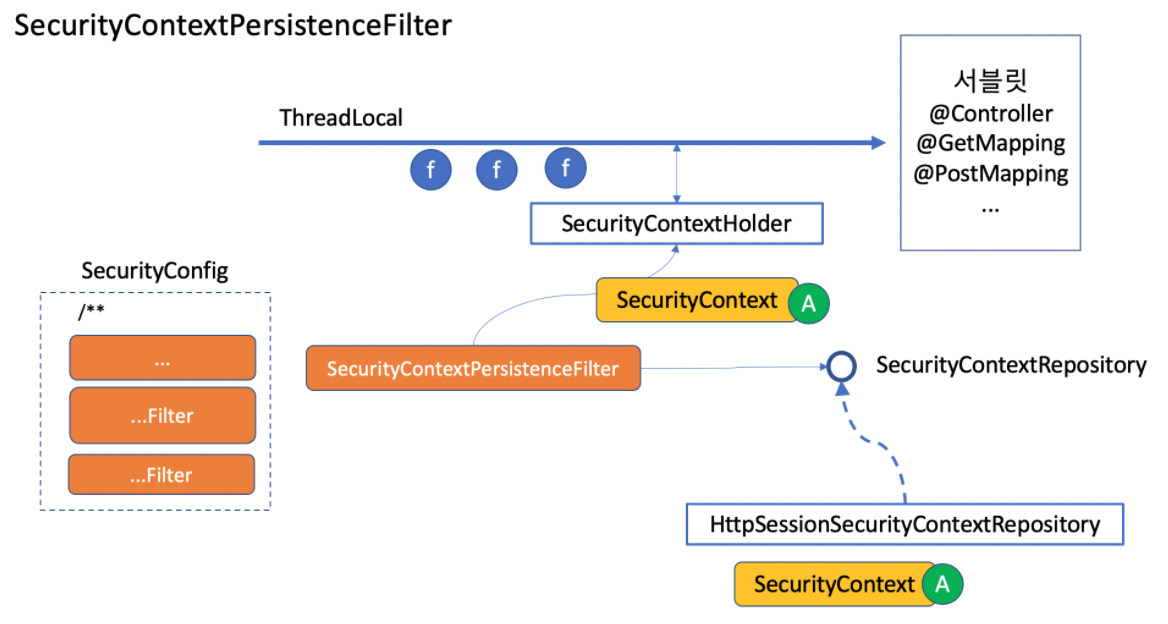 SecurityContextPersistenceFilter
ThreadLocal
f
f
f
서블릿
@Controller
@GetMapping
@PostMapping
...
SecurityContextHolder
SecurityConfig
/**
...
...Filter
...Filter
SecurityContext
A
SecurityContextPersistenceFilter
SecurityContextRepository
HttpSessionSecurityContextRepository
SecurityContext
A